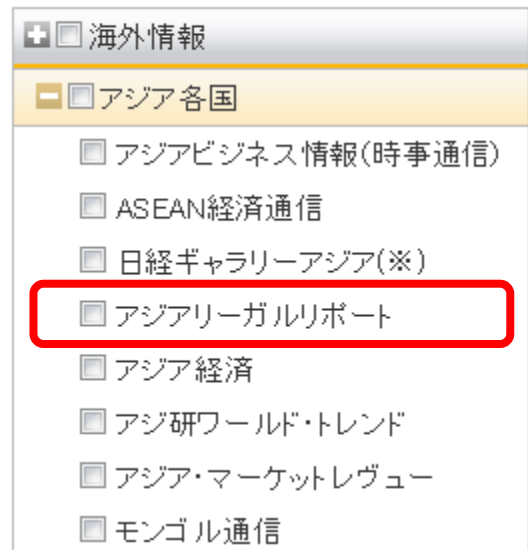 海外情報
アジア各国
アジアビジネス情報(時事通信)
ASEAN経済通信
日経ギャラリーアジア(※)
アジアリーガルリポート
アジア経済
アジ研ワールド・トレンド
アジア・マーケットレヴュー
モンゴル通信